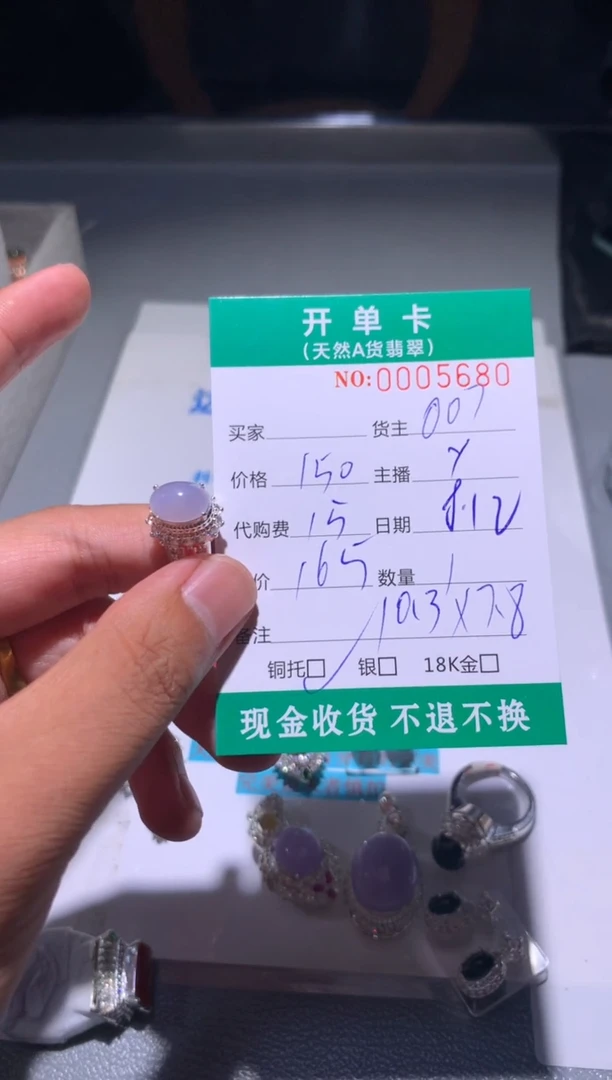 开单卡
（天然A货翡翠）
NO:0005680
买家 货主 007
价格 150 主播 y
代购费 15 日期 8.12
价 165 数量 1
备注 10.3X7.8
铜托☑ 银☐ 18K金☐
现金收货 不退不换